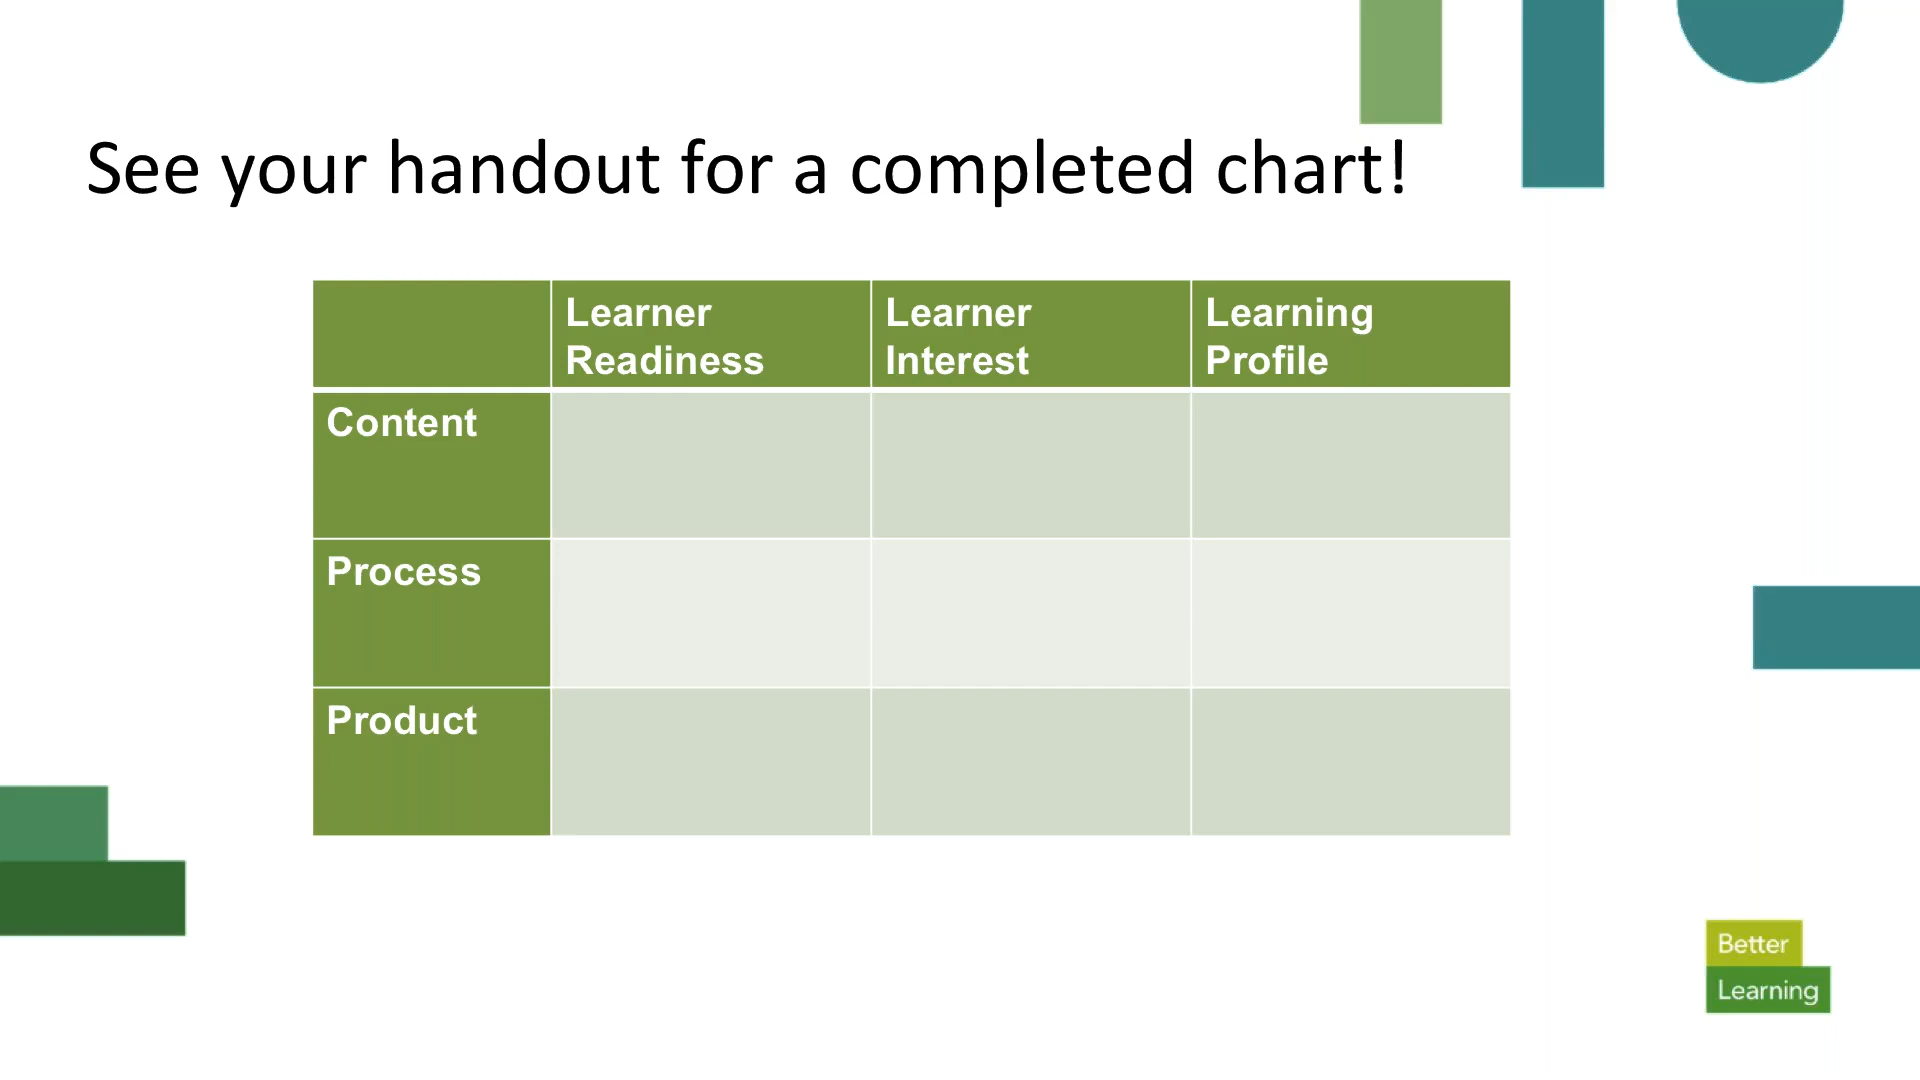 See your handout for a completed chart!
Learner
Readiness
Learner
Interest
Learning
Profile
Content
Process
Product
Better
Learning